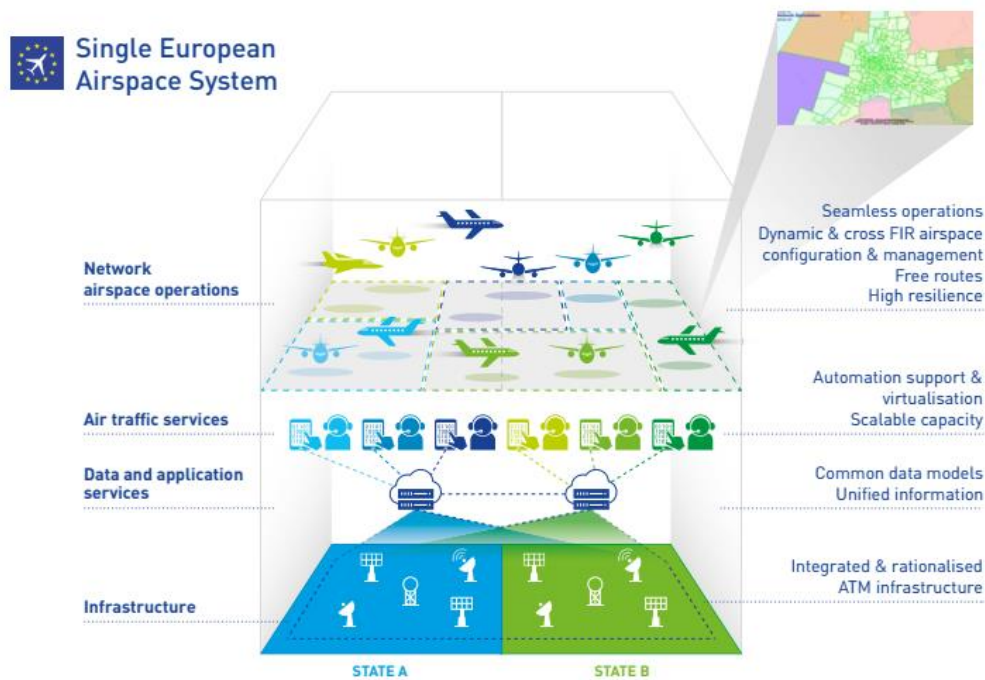 Single European
Airspace System
Network
airspace operations
Seamless operations
Dynamic & cross FIR airspace
configuration & management
Free routes
High resilience
Air traffic services
Automation support &
virtualisation
Scalable capacity
Data and application
services
Common data models
Unified information
Infrastructure
Integrated & rationalised
ATM infrastructure
STATE A
STATE B